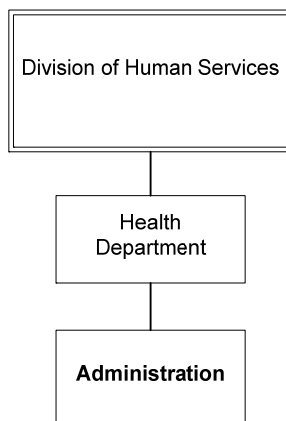 Division of Human Services
Health
Department
Administration